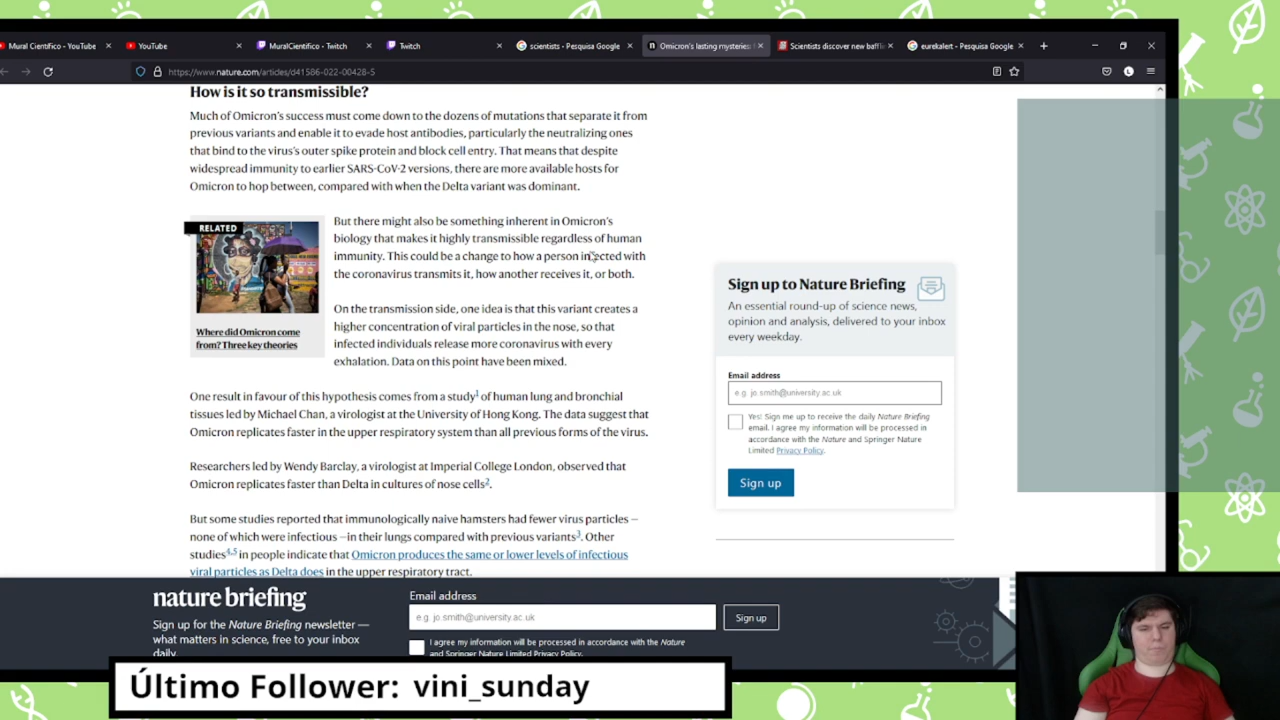 Mural Científico - YouTube
YouTube
MuralCientifico - Twitch
Twitch
scientists - Pesquisa Google
Omicron's lasting mysteries:
Scientists discover new baffl
eurekalert - Pesquisa Google
https://www.nature.com/articles/d41586-022-00428-5
How is it so transmissible?
Much of Omicron's success must come down to the dozens of mutations that separate it from
previous variants and enable it to evade host antibodies, particularly the neutralizing ones
that bind to the virus's outer spike protein and block cell entry. That means that despite
widespread immunity to earlier SARS-CoV-2 versions, there are more available hosts for
Omicron to hop between, compared with when the Delta variant was dominant.
RELATED
Where did Omicron come
from? Three key theories
But there might also be something inherent in Omicron's
biology that makes it highly transmissible regardless of human
immunity. This could be a change to how a person infected with
the coronavirus transmits it, how another receives it, or both.
On the transmission side, one idea is that this variant creates a
higher concentration of viral particles in the nose, so that
infected individuals release more coronavirus with every
exhalation. Data on this point have been mixed.
One result in favour of this hypothesis comes from a study1 of human lung and bronchial
tissues led by Michael Chan, a virologist at the University of Hong Kong. The data suggest that
Omicron replicates faster in the upper respiratory system than all previous forms of the virus.
Researchers led by Wendy Barclay, a virologist at Imperial College London, observed that
Omicron replicates faster than Delta in cultures of nose cells2.
But some studies reported that immunologically naive hamsters had fewer virus particles —
none of which were infectious — in their lungs compared with previous variants3. Other
studies4,5 in people indicate that Omicron produces the same or lower levels of infectious
viral particles as Delta does in the upper respiratory tract.
Sign up to Nature Briefing
An essential round-up of science news,
opinion and analysis, delivered to your inbox
every weekday.
Email address
e.g. jo.smith@university.ac.uk
Yes! Sign me up to receive the daily Nature Briefing
email. I agree my information will be processed in
accordance with the Nature and Springer Nature
Limited Privacy Policy.
Sign up
nature briefing
Sign up for the Nature Briefing newsletter —
what matters in science, free to your inbox
daily.
Email address
e.g. jo.smith@university.ac.uk
Sign up
I agree my information will be processed in accordance with the Nature
and Springer Nature Limited Privacy Policy.
Último Follower: vini_sunday